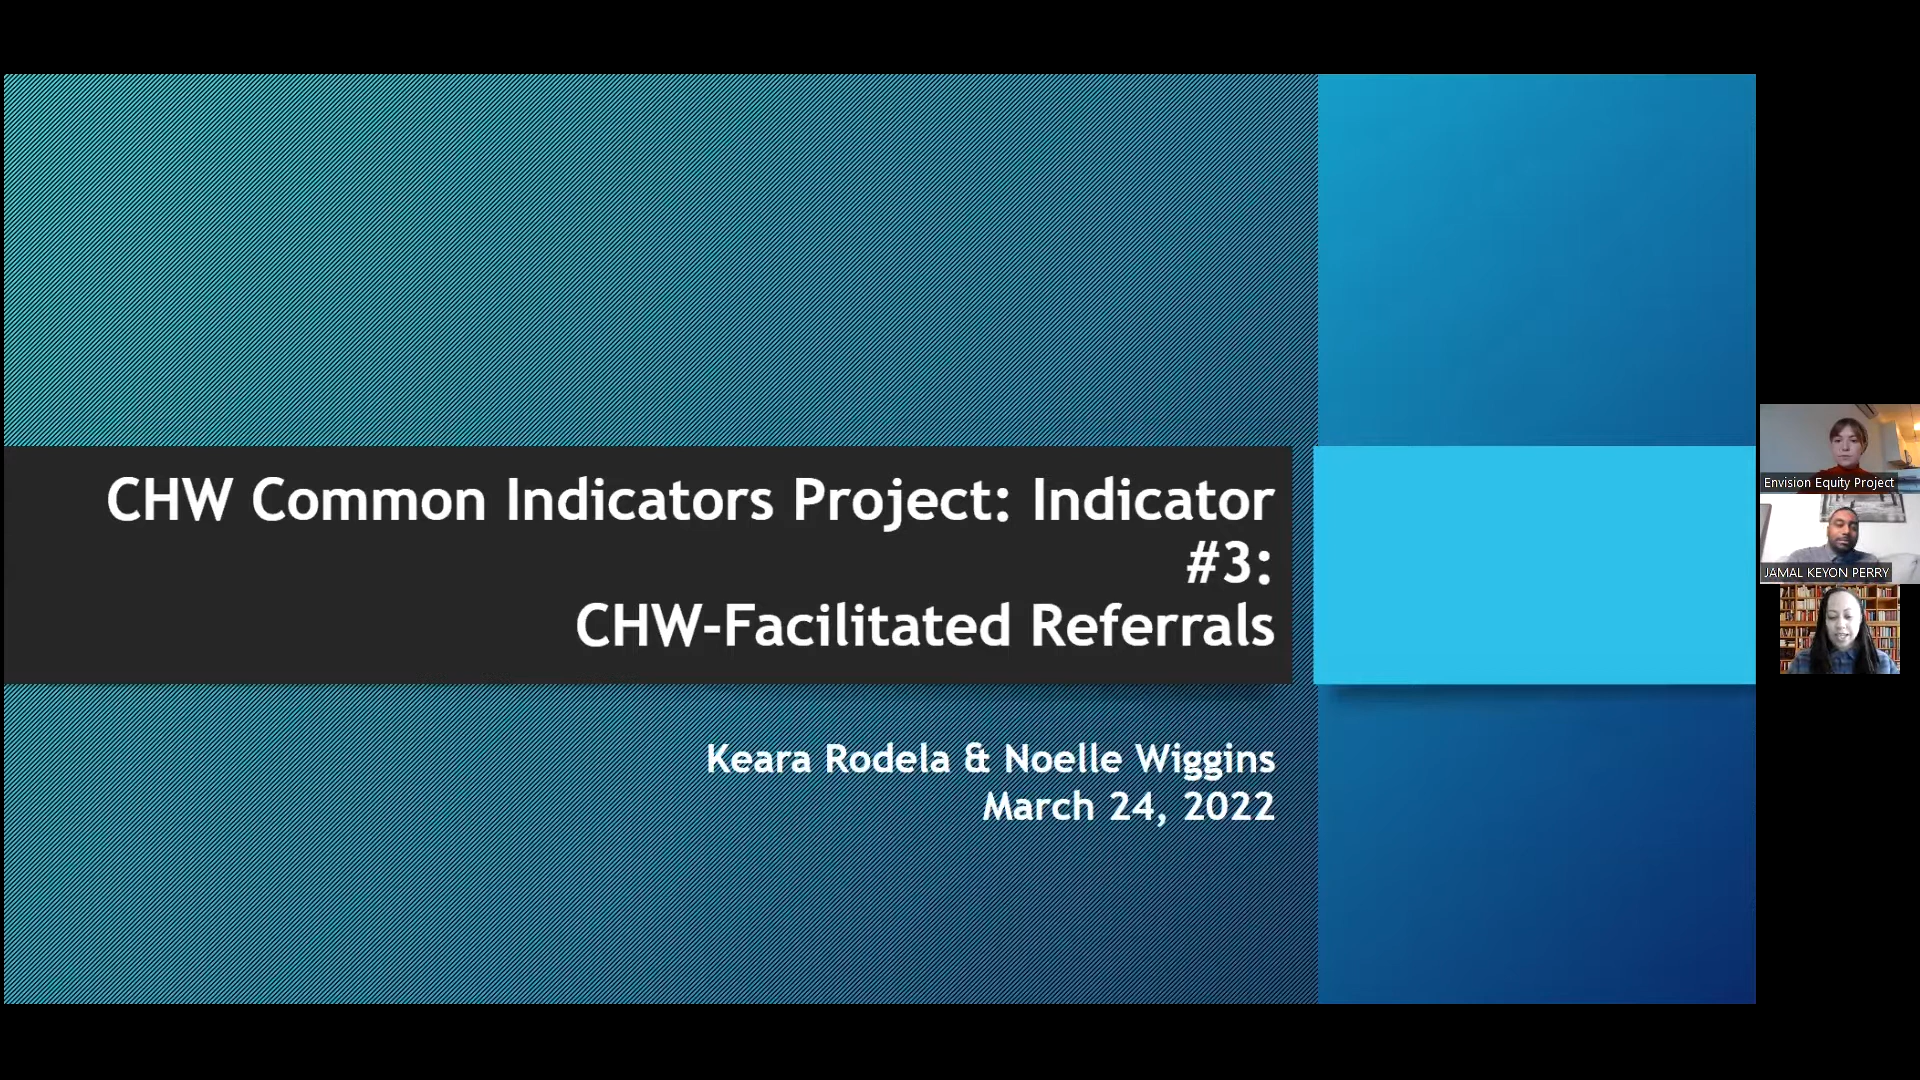 CHW Common Indicators Project: Indicator
#3:
CHW-Facilitated Referrals
Keara Rodela & Noelle Wiggins
March 24, 2022
Envision Equity Project
JAMAL KEYON PERRY